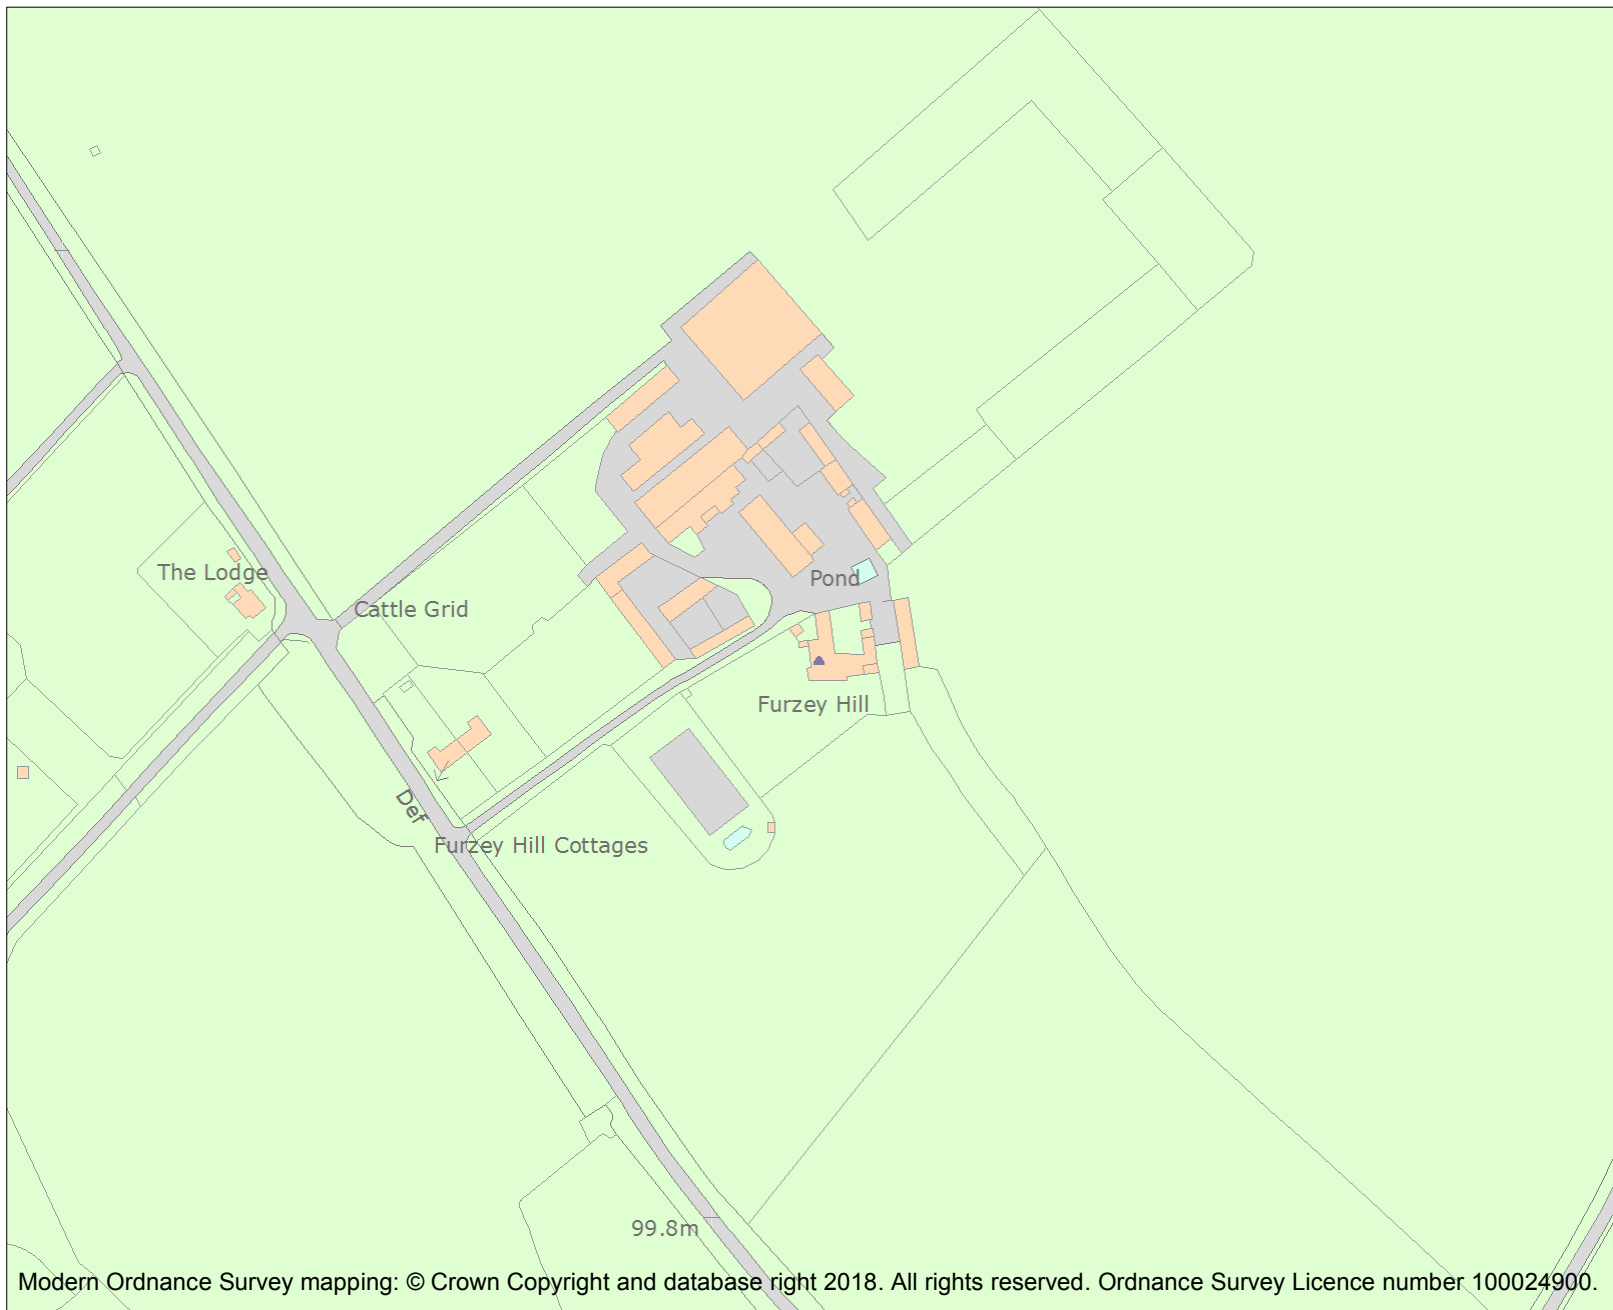 The Lodge
Pond
Cattle Grid
Furzey Hill
Def
Furzey Hill Cottages
99.8m
Modern Ordnance Survey mapping: © Crown Copyright and database right 2018. All rights reserved. Ordnance Survey Licence number 100024900.